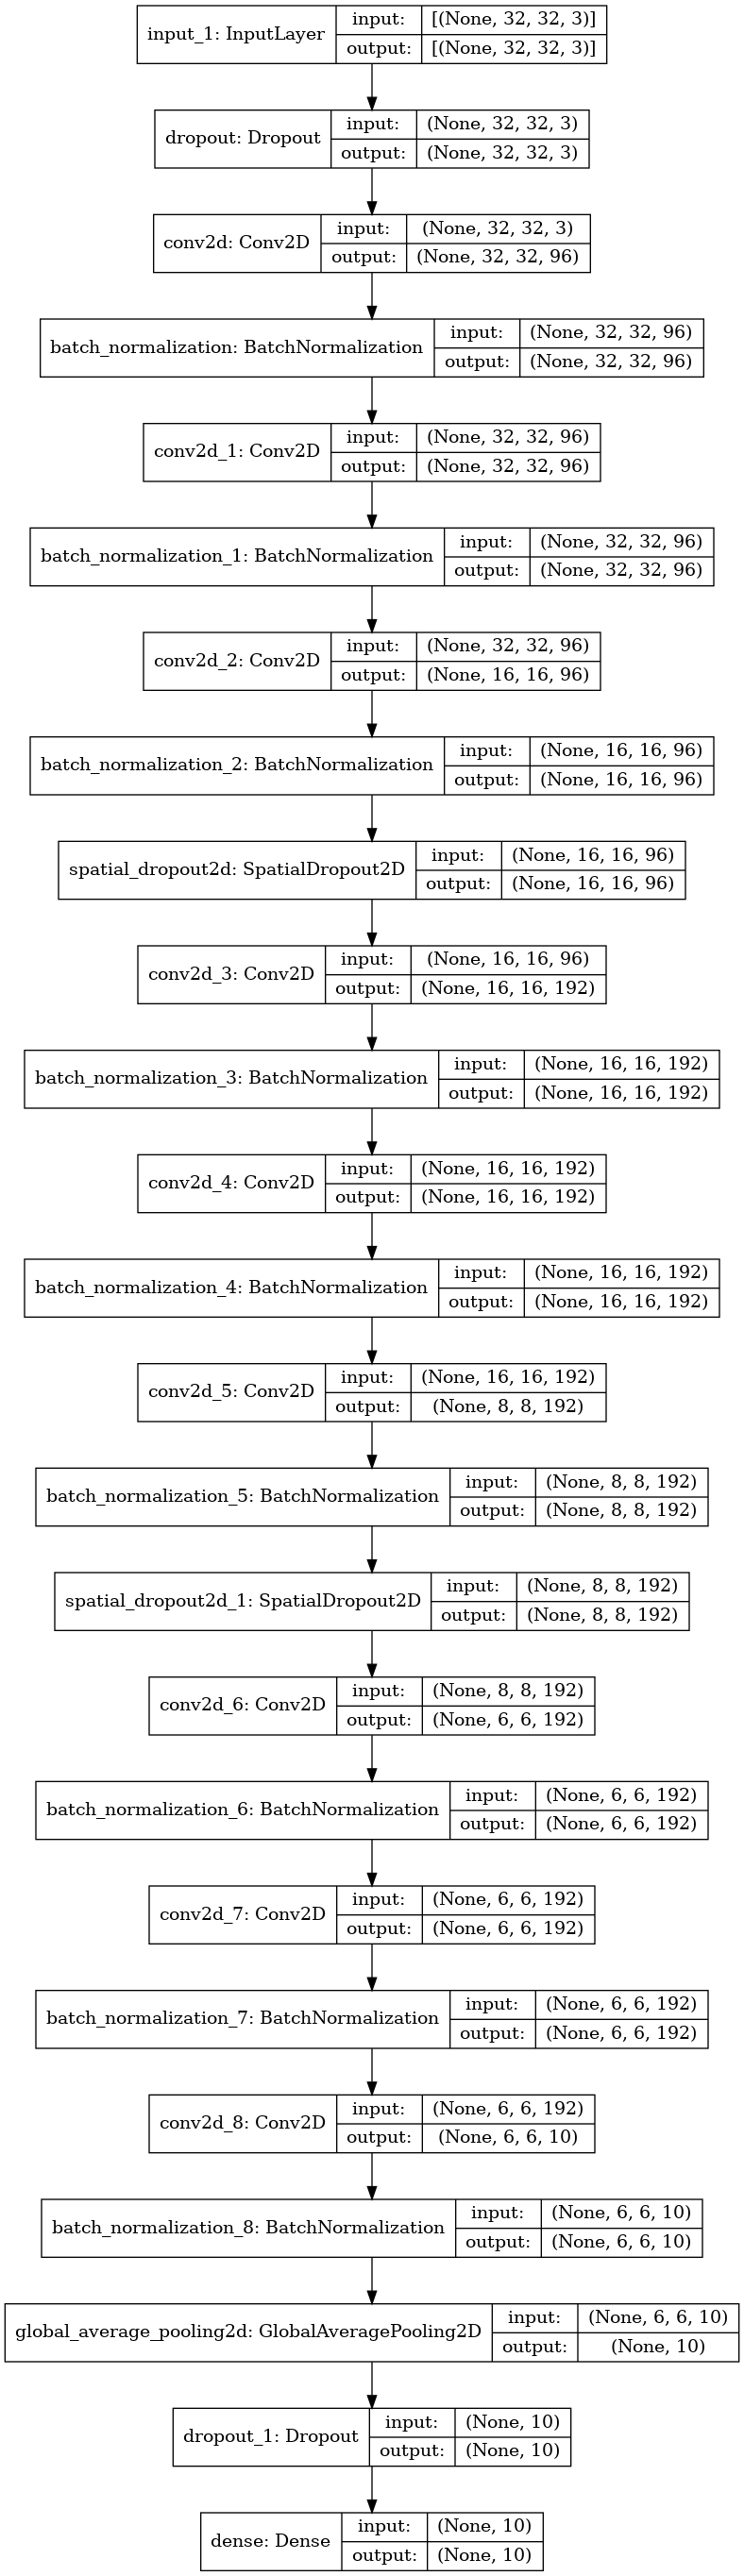 input_1: InputLayer input: [(None, 32, 32, 3)]
output: [(None, 32, 32, 3)]
dropout: Dropout input: (None, 32, 32, 3)
output: (None, 32, 32, 3)
conv2d: Conv2D input: (None, 32, 32, 3)
output: (None, 32, 32, 96)
batch_normalization: BatchNormalization input: (None, 32, 32, 96)
output: (None, 32, 32, 96)
conv2d_1: Conv2D input: (None, 32, 32, 96)
output: (None, 32, 32, 96)
batch_normalization_1: BatchNormalization input: (None, 32, 32, 96)
output: (None, 32, 32, 96)
conv2d_2: Conv2D input: (None, 32, 32, 96)
output: (None, 16, 16, 96)
batch_normalization_2: BatchNormalization input: (None, 16, 16, 96)
output: (None, 16, 16, 96)
spatial_dropout2d: SpatialDropout2D input: (None, 16, 16, 96)
output: (None, 16, 16, 96)
conv2d_3: Conv2D input: (None, 16, 16, 96)
output: (None, 16, 16, 192)
batch_normalization_3: BatchNormalization input: (None, 16, 16, 192)
output: (None, 16, 16, 192)
conv2d_4: Conv2D input: (None, 16, 16, 192)
output: (None, 16, 16, 192)
batch_normalization_4: BatchNormalization input: (None, 16, 16, 192)
output: (None, 16, 16, 192)
conv2d_5: Conv2D input: (None, 16, 16, 192)
output: (None, 8, 8, 192)
batch_normalization_5: BatchNormalization input: (None, 8, 8, 192)
output: (None, 8, 8, 192)
spatial_dropout2d_1: SpatialDropout2D input: (None, 8, 8, 192)
output: (None, 8, 8, 192)
conv2d_6: Conv2D input: (None, 8, 8, 192)
output: (None, 6, 6, 192)
batch_normalization_6: BatchNormalization input: (None, 6, 6, 192)
output: (None, 6, 6, 192)
conv2d_7: Conv2D input: (None, 6, 6, 192)
output: (None, 6, 6, 192)
batch_normalization_7: BatchNormalization input: (None, 6, 6, 192)
output: (None, 6, 6, 192)
conv2d_8: Conv2D input: (None, 6, 6, 192)
output: (None, 6, 6, 10)
batch_normalization_8: BatchNormalization input: (None, 6, 6, 10)
output: (None, 6, 6, 10)
global_average_pooling2d: GlobalAveragePooling2D input: (None, 6, 6, 10)
output: (None, 10)
dropout_1: Dropout input: (None, 10)
output: (None, 10)
dense: Dense input: (None, 10)
output: (None, 10)